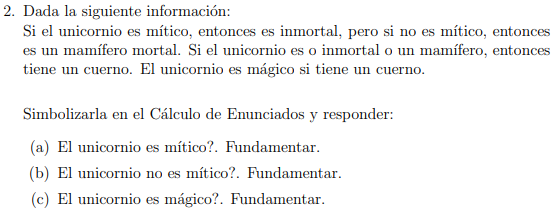 2. Dada la siguiente información:
Si el unicornio es mítico, entonces es inmortal, pero si no es mítico, entonces
es un mamífero mortal. Si el unicornio es o inmortal o un mamífero, entonces
tiene un cuerno. El unicornio es mágico si tiene un cuerno.
Simbolizarla en el Cálculo de Enunciados y responder:
(a) El unicornio es mítico?. Fundamentar.
(b) El unicornio no es mítico?. Fundamentar.
(c) El unicornio es mágico?. Fundamentar.